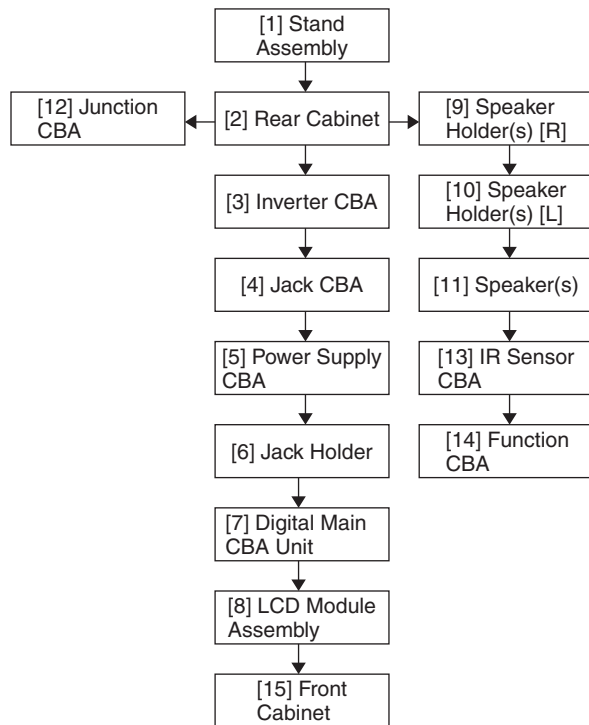 [1] Stand
Assembly
[12] Junction
CBA
[2] Rear Cabinet
[9] Speaker
Holder(s) [R]
[3] Inverter CBA
[10] Speaker
Holder(s) [L]
[4] Jack CBA
[11] Speaker(s)
[5] Power Supply
CBA
[13] IR Sensor
CBA
[6] Jack Holder
[14] Function
CBA
[7] Digital Main
CBA Unit
[8] LCD Module
Assembly
[15] Front
Cabinet